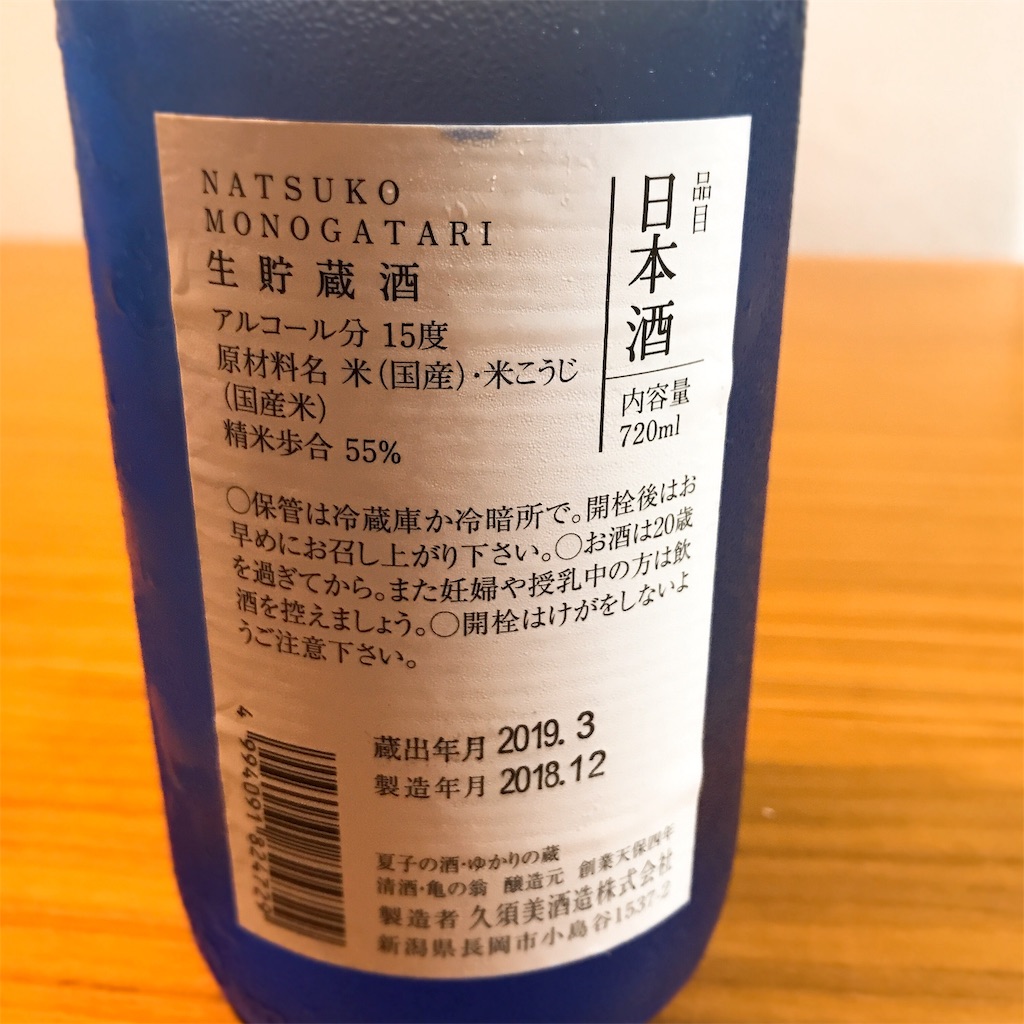 NATSUKO
MONOGATARI
生貯蔵酒
アルコール分 15度
原材料名 米(国産)・米こうじ
(国産米)
精米歩合 55%
品目
日本酒
内容量
720ml
○保管は冷蔵庫か冷暗所で。開栓後はお
早めにお召し上がり下さい。○お酒は20歳
を過ぎてから。また妊婦や授乳中の方は飲
酒を控えましょう。○開栓はけがをしないよ
うご注意下さい。
蔵出年月 2019. 3
製造年月 2018.12
夏子の酒・ゆかりの蔵
清酒・亀の翁 醸造元 創業天保四年
製造者 久須美酒造株式会社
新潟県長岡市小島谷1537-2